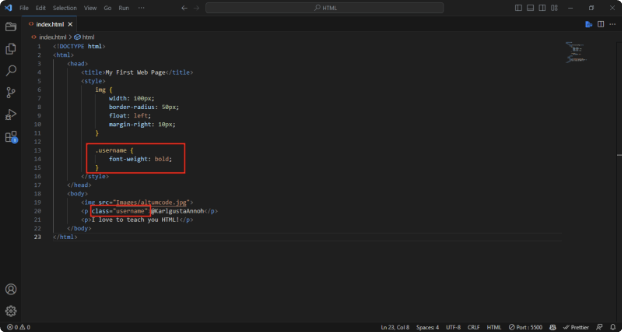 File Edit Selection View Go Run ···
HTML
index.html
index.html > html
1 <!DOCTYPE html>
2 <html>
3 <head>
4 <title>My First Web Page</title>
5 <style>
6 img {
7 width: 100px;
8 border-radius: 50px;
9 float: left;
10 margin-right: 10px;
11 }
12
13 .username {
14 font-weight: bold;
15 }
16 </style>
17 </head>
18 <body>
19 <img src="Images/altumcode.jpg">
20 <p class="username">@KarigustaAnnoh</p>
21 <p>I love to teach you HTML!</p>
22 </body>
23 </html>
0 0
Ln 23, Col 8 Spaces: 4 UTF-8 CRLF HTML Port : 5500 Prettier